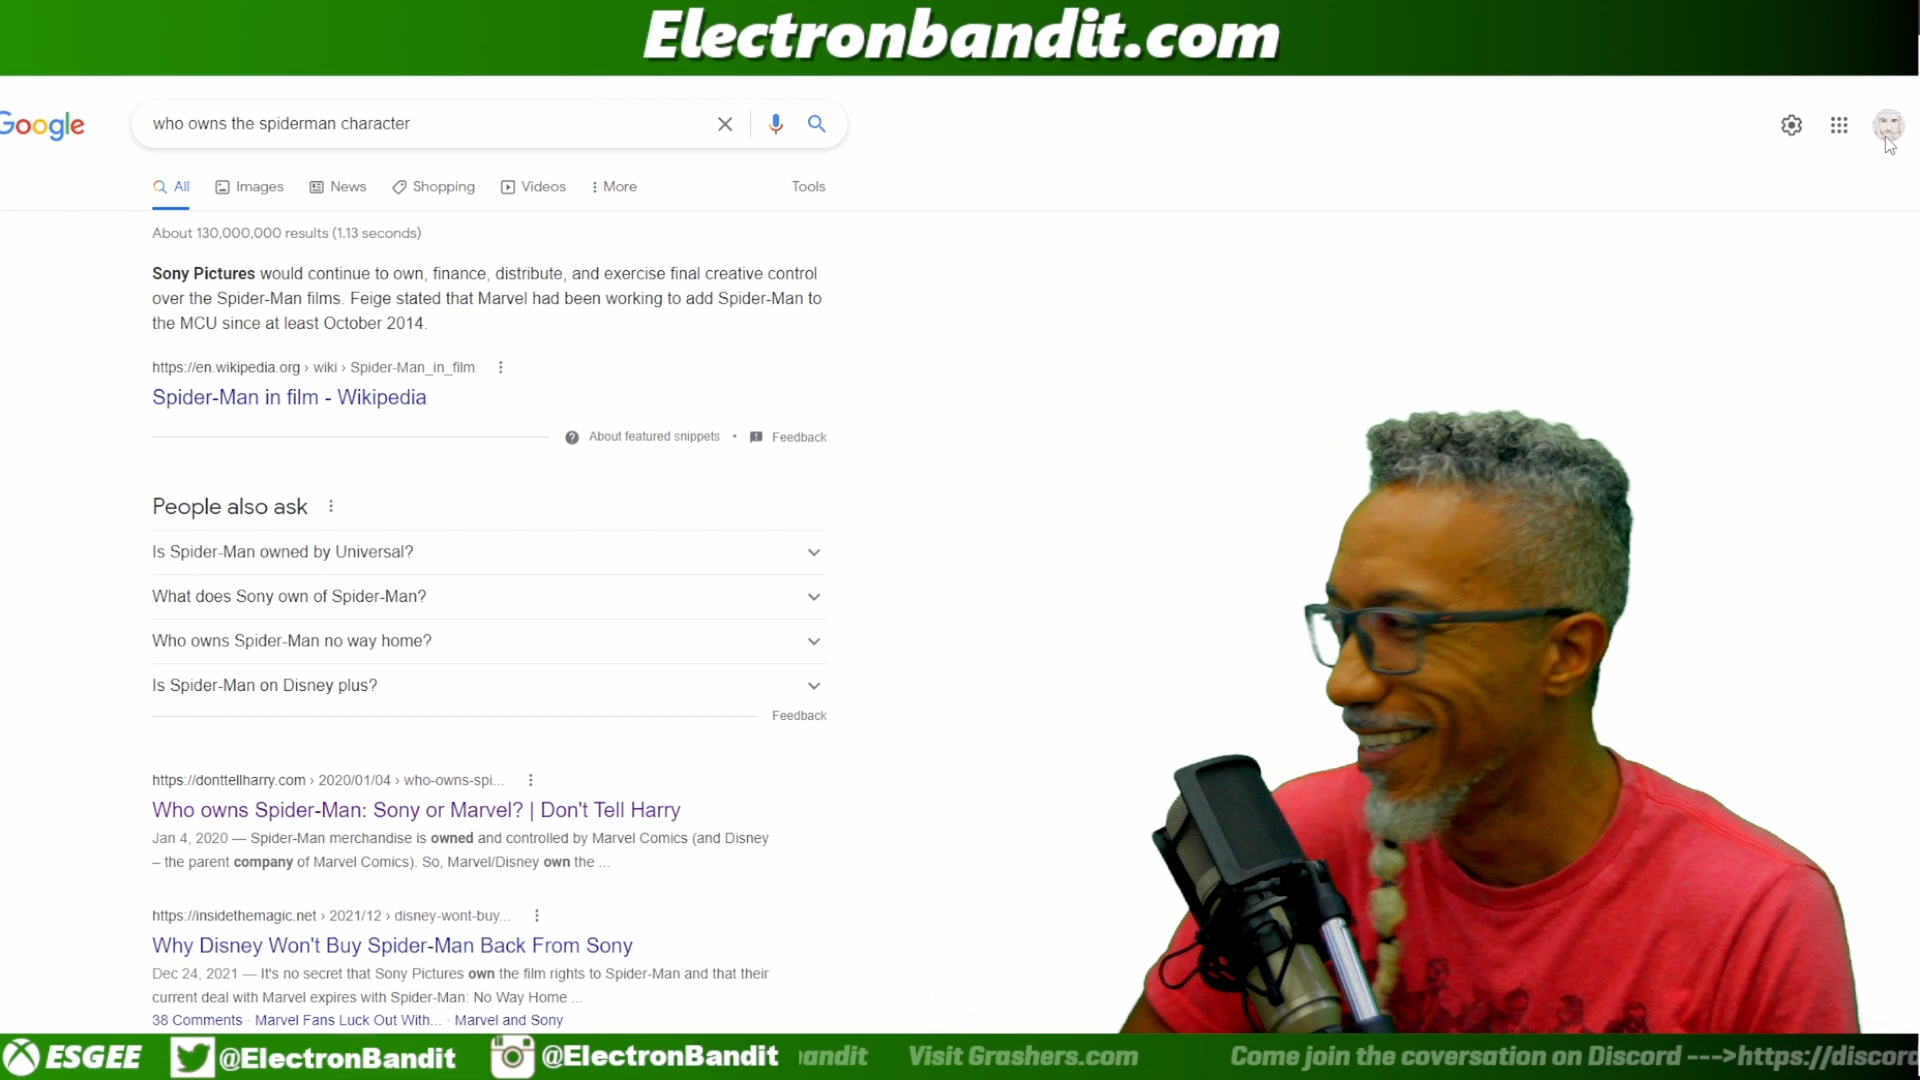 Electronbandit.com
Google
who owns the spiderman character
All Images News Shopping Videos More Tools
About 130,000,000 results (1.13 seconds)
Sony Pictures would continue to own, finance, distribute, and exercise final creative control
over the Spider-Man films. Feige stated that Marvel had been working to add Spider-Man to
the MCU since at least October 2014.
https://en.wikipedia.org › wiki › Spider-Man_in_film
Spider-Man in film - Wikipedia
About featured snippets • Feedback
People also ask
Is Spider-Man owned by Universal?
What does Sony own of Spider-Man?
Who owns Spider-Man no way home?
Is Spider-Man on Disney plus?
Feedback
https://donttellharry.com › 2020/01/04 › who-owns-spi...
Who owns Spider-Man: Sony or Marvel? | Don't Tell Harry
Jan 4, 2020 — Spider-Man merchandise is owned and controlled by Marvel Comics (and Disney
– the parent company of Marvel Comics). So, Marvel/Disney own the ...
https://insidethemagic.net › 2021/12 › disney-wont-buy...
Why Disney Won't Buy Spider-Man Back From Sony
Dec 24, 2021 — It's no secret that Sony Pictures own the film rights to Spider-Man and that their
current deal with Marvel expires with Spider-Man: No Way Home ...
38 Comments · Marvel Fans Luck Out With... · Marvel and Sony
ESGEE @ElectronBandit @ElectronBandit andit Visit Grashers.com Come join the coversation on Discord --->https://discord